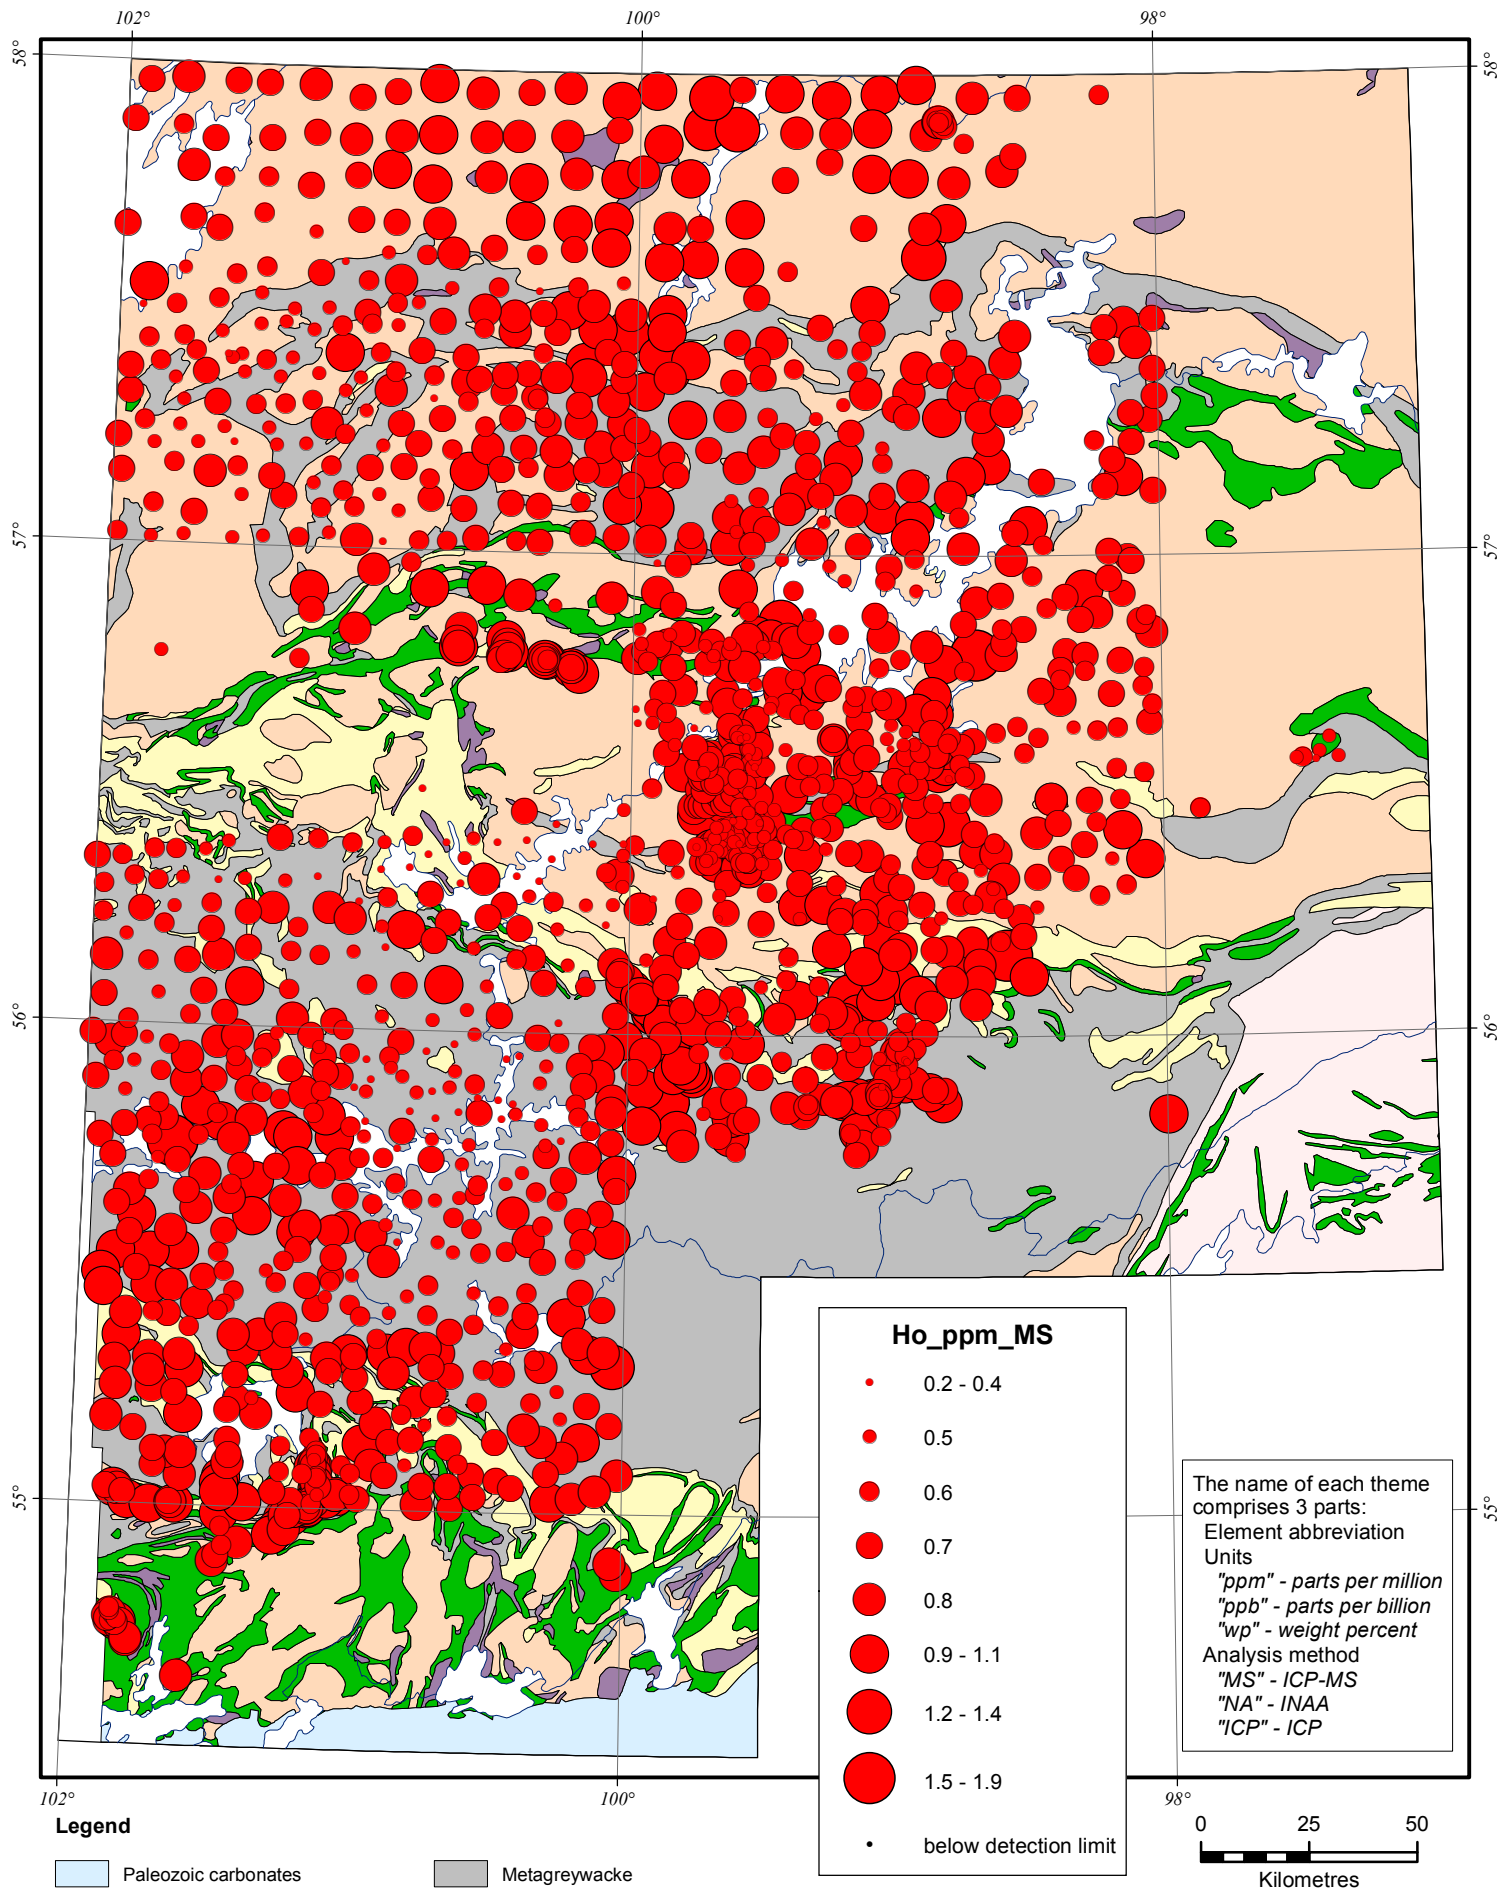 102°
100°
98°
58°
58°
57°
57°
56°
56°
55°
55°
Ho_ppm_MS
0.2 - 0.4
0.5
0.6
0.7
0.8
0.9 - 1.1
1.2 - 1.4
1.5 - 1.9
below detection limit
The name of each theme
comprises 3 parts:
Element abbreviation
Units
"ppm" - parts per million
"ppb" - parts per billion
"wp" - weight percent
Analysis method
"MS" - ICP-MS
"NA" - INAA
"ICP" - ICP
102°
100°
98°
Legend
Paleozoic carbonates
Metagreywacke
0 25 50
Kilometres